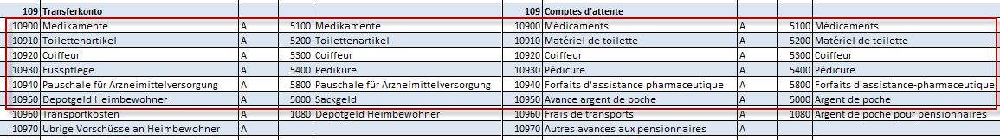 109 Transferkonto 109 Comptes d'attente
10900 Medikamente A 5100 Medikamente 10900 Médicaments A 5100 Médicaments
10910 Toilettenartikel A 5200 Toilettenartikel 10910 Matériel de toilette A 5200 Matériel de toilette
10920 Coiffeur A 5300 Coiffeur 10920 Coiffeur A 5300 Coiffeur
10930 Fusspflege A 5400 Pediküre 10930 Pédicure A 5400 Pédicure
10940 Pauschale für Arzneimittelversorgung A 5800 Pauschale für Arzneimittelversorgung 10940 Forfaits d'assistance pharmaceutique A 5800 Forfaits d'assistance-pharmaceutique
10950 Depotgeld Heimbewohner A 5000 Sackgeld 10950 Avance argent de poche A 5000 Argent de poche
10960 Transportkosten A 1080 Depotgeld Heimbewohner 10960 Frais de transports A 1080 Argent de poche pour pensionnaires
10970 Übrige Vorschüsse an Heimbewohner A 10970 Autres avances aux pensionnaires A